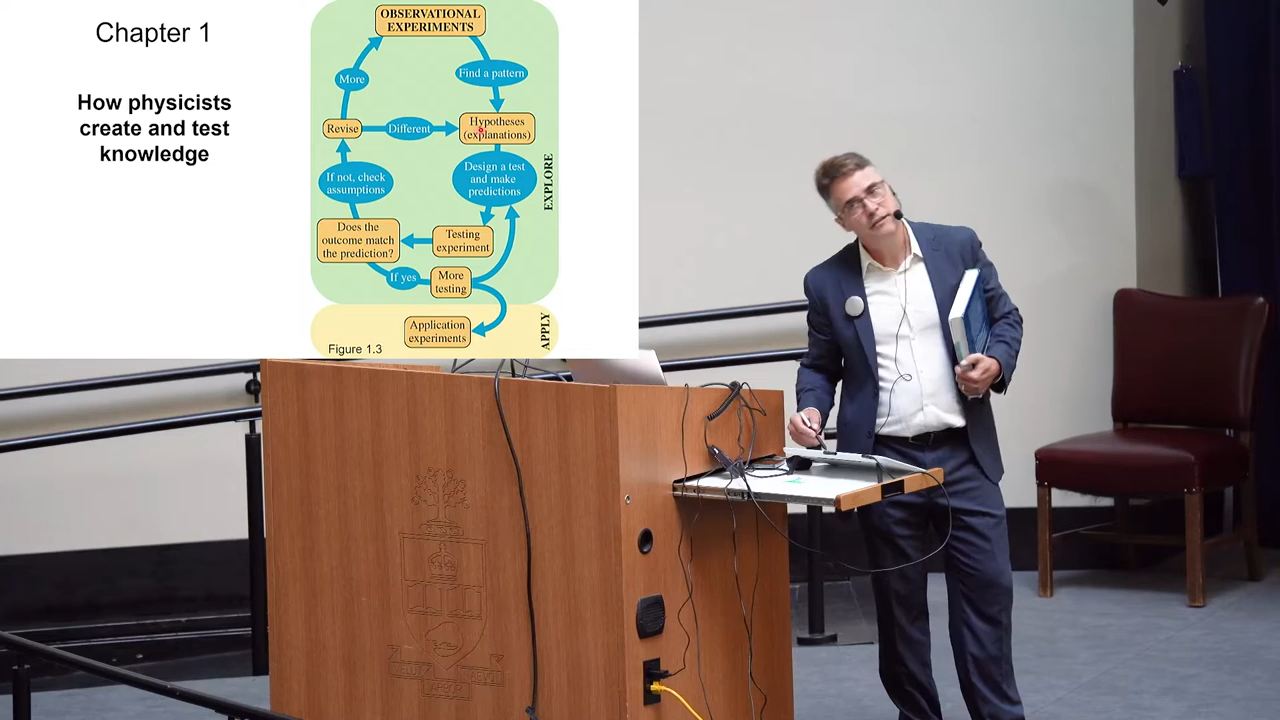 Chapter 1
How physicists
create and test
knowledge
OBSERVATIONAL
EXPERIMENTS
More
Find a pattern
Revise
Different
Hypotheses
(explanations)
If not, check
assumptions
Design a test
and make
predictions
EXPLORE
Does the
outcome match
the prediction?
Testing
experiment
If yes
More
testing
Application
experiments
APPLY
Figure 1.3
ARBOR